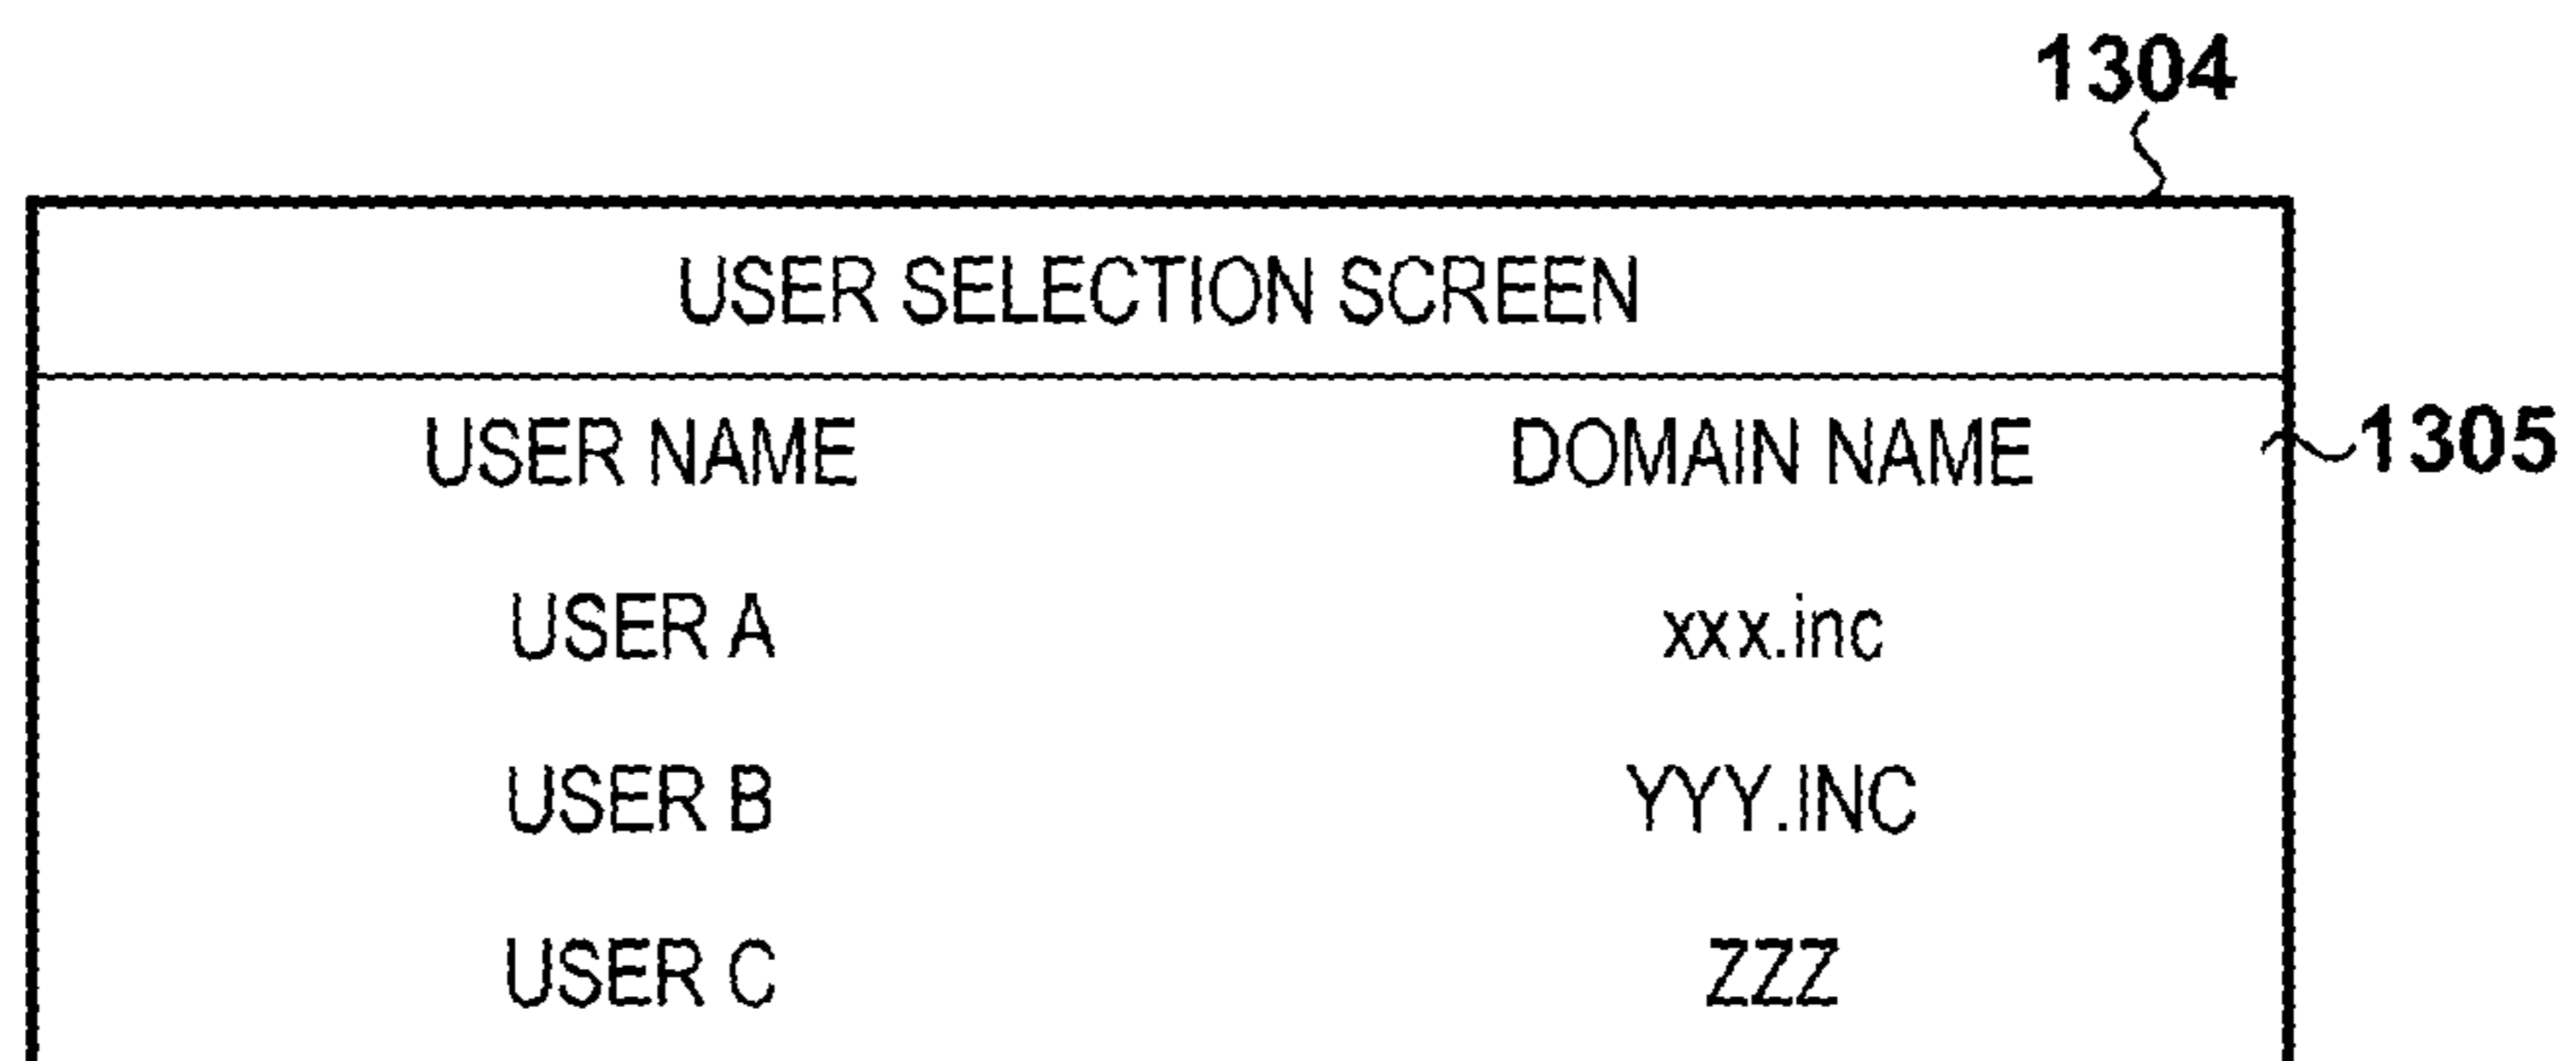 1304
USER SELECTION SCREEN
USER NAME DOMAIN NAME 1305
USER A xxx.inc
USER B YYY.INC
USER C ZZZ